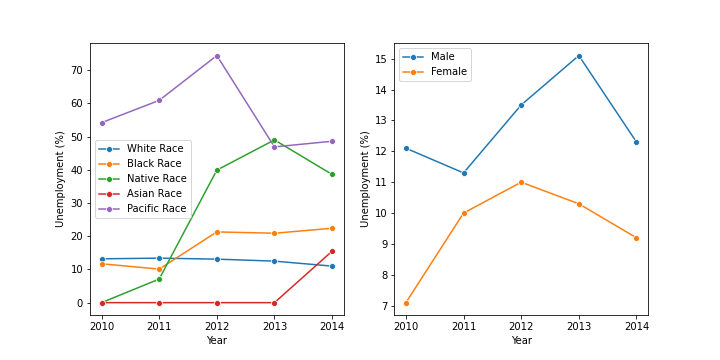 70
60
50
40
30
20
10
0
Unemployment (%)
White Race
Black Race
Native Race
Asian Race
Pacific Race
2010 2011 2012 2013 2014
Year
15
14
13
12
11
10
9
8
7
Unemployment (%)
Male
Female
2010 2011 2012 2013 2014
Year